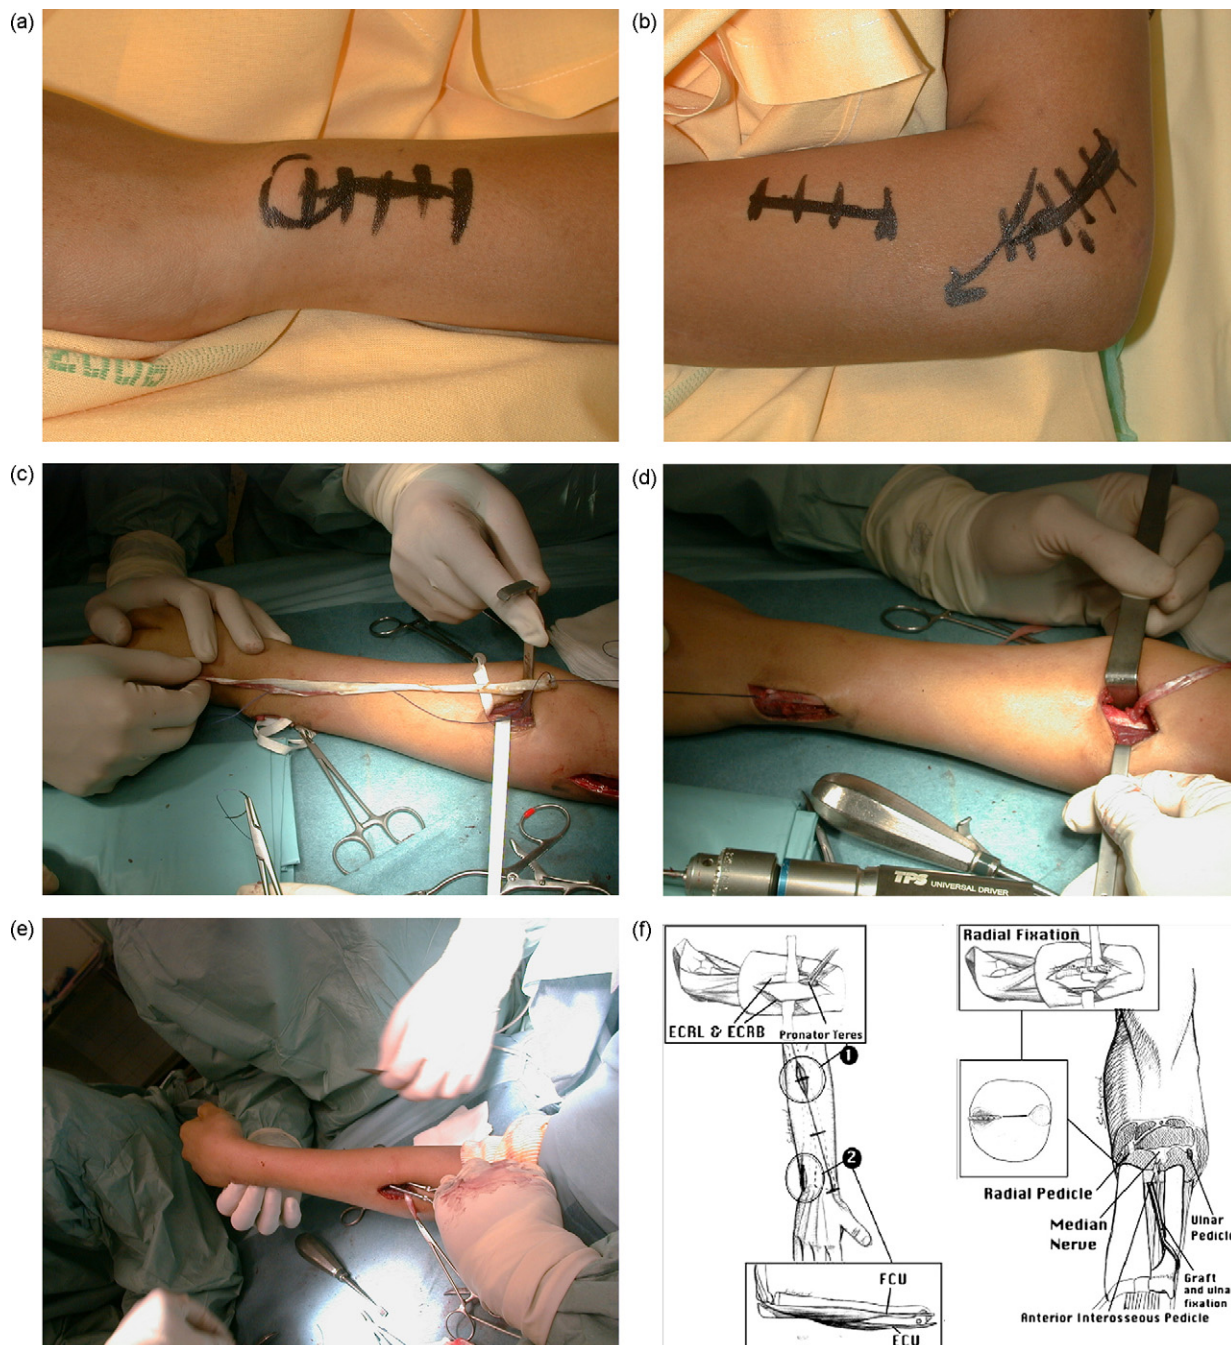 (a)
(b)
(c)
(d)
TPS UNIVERSAL DRIVER
(e)
(f)
Radial Fixation
ECRL & ECRB
Pronator Teres
1
2
Radial Pedicle
Median
Nerve
Ulnar
Pedicle
Graft
and ulna
fixation
Anterior Interosseous Pedicle
FCU
ECU